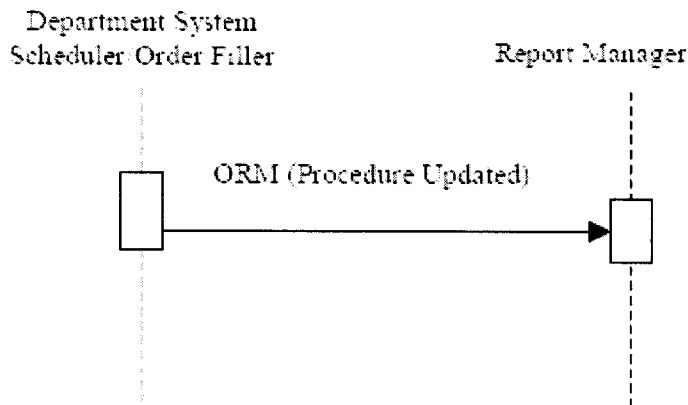 Department System
Scheduler/Order Filler
Report Manager
ORM (Procedure Updated)